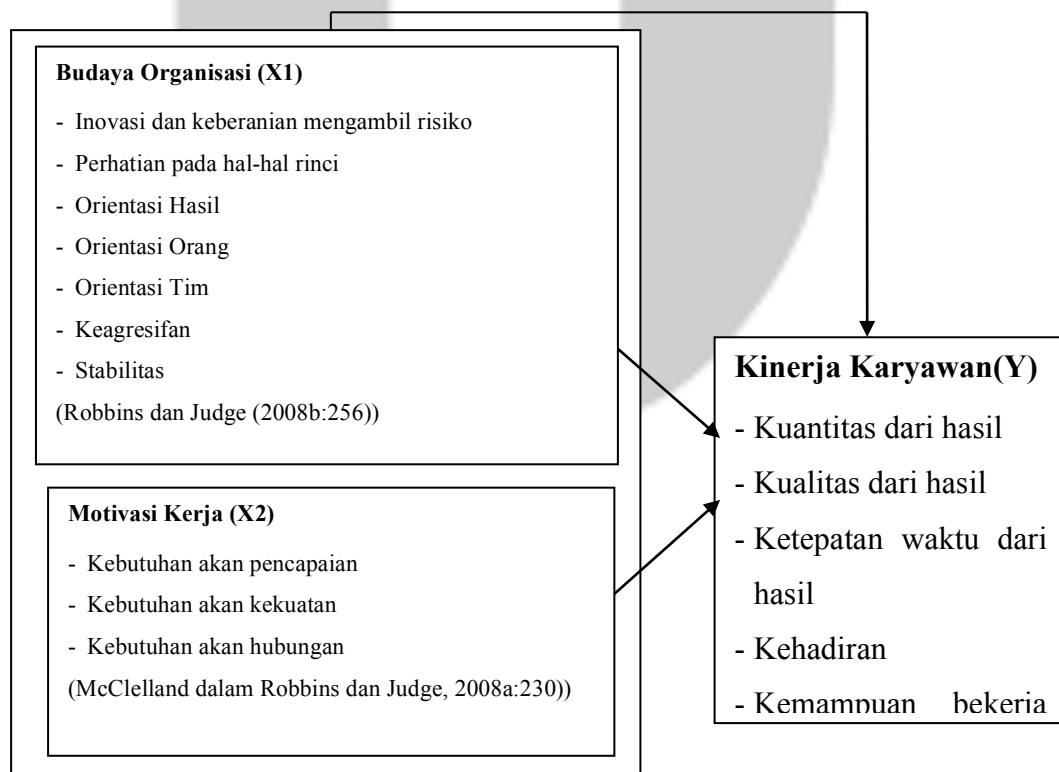 Budaya Organisasi (X1)
- Inovasi dan keberanian mengambil risiko
- Perhatian pada hal-hal rinci
- Orientasi Hasil
- Orientasi Orang
- Orientasi Tim
- Keagresifan
- Stabilitas
(Robbins dan Judge (2008b:256))
Motivasi Kerja (X2)
- Kebutuhan akan pencapaian
- Kebutuhan akan kekuatan
- Kebutuhan akan hubungan
(McClelland dalam Robbins dan Judge, 2008a:230))
Kinerja Karyawan(Y)
- Kuantitas dari hasil
- Kualitas dari hasil
- Ketepatan waktu dari
hasil
- Kehadiran
- Kemampuan bekerja